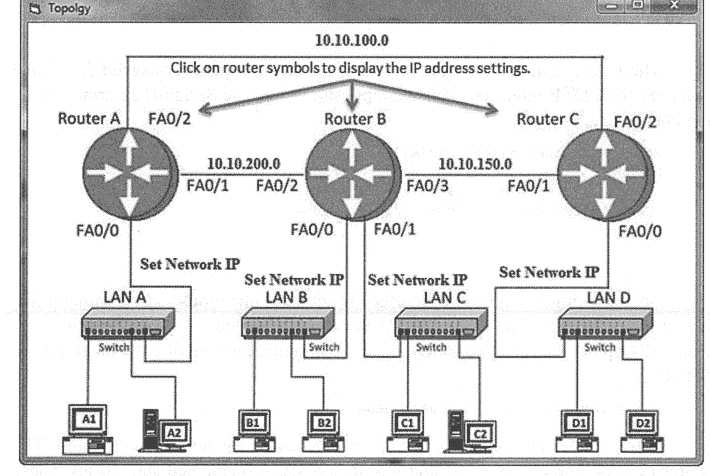 Topolgy
10.10.100.0
Click on router symbols to display the IP address settings.
Router A FA0/2
Router B
Router C FA0/2
10.10.200.0
10.10.150.0
FA0/1 FA0/2
FA0/3 FA0/1
FA0/0
FA0/0 FA0/1
FA0/0
Set Network IP
Set Network IP
Set Network IP
Set Network IP
LAN A
LAN B
LAN C
LAN D
Switch
Switch
Switch
Switch
A1
A2
B1
B2
C1
C2
D1
D2